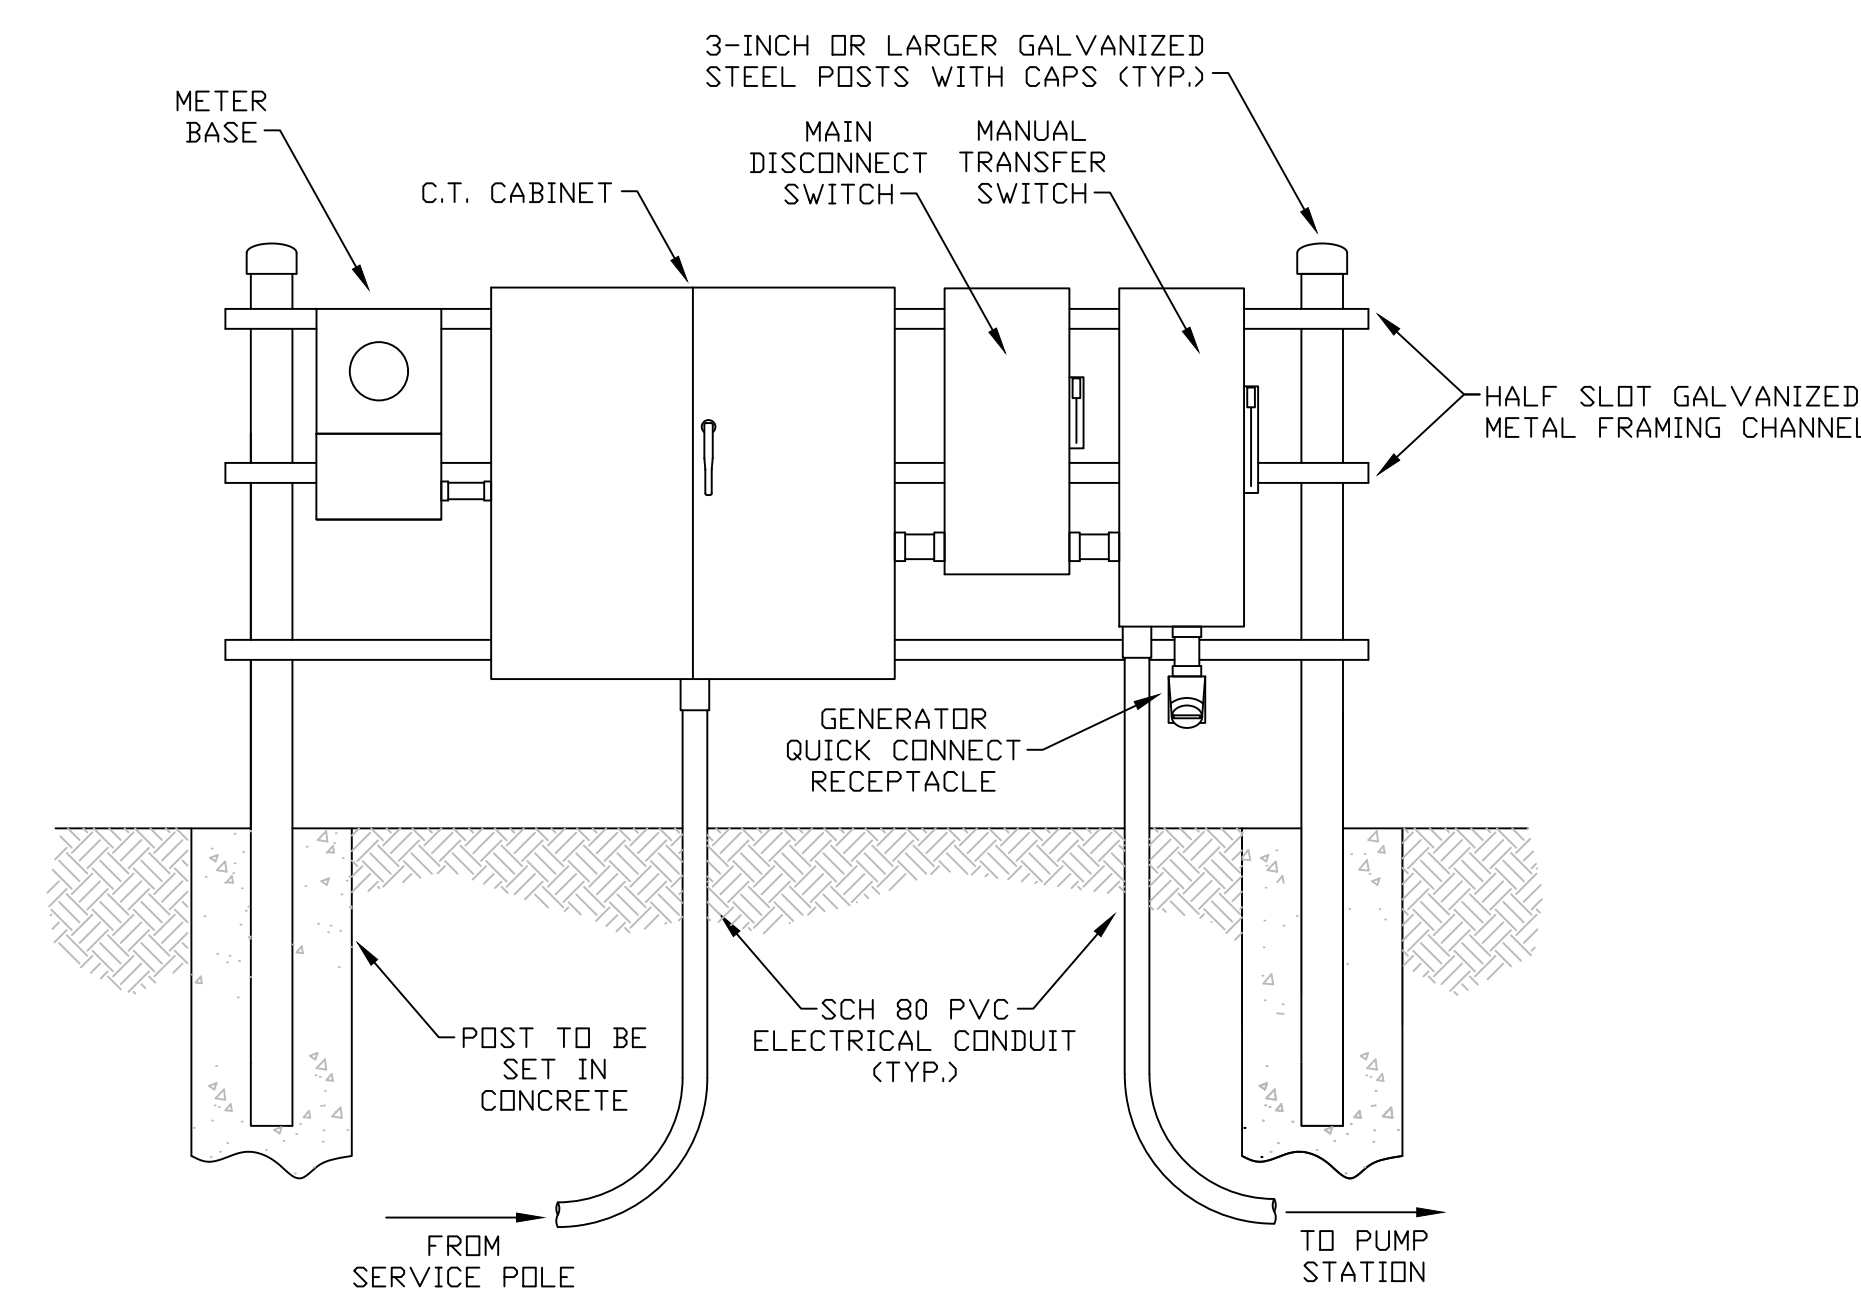 3-INCH OR LARGER GALVANIZED
STEEL POSTS WITH CAPS (TYP.)
METER
BASE
MAIN
DISCONNECT
SWITCH
MANUAL
TRANSFER
SWITCH
C.T. CABINET
HALF SLOT GALVANIZED
METAL FRAMING CHANNEL
GENERATOR
QUICK CONNECT
RECEPTACLE
SCH 80 PVC
ELECTRICAL CONDUIT
(TYP.)
POST TO BE
SET IN
CONCRETE
FROM
SERVICE POLE
TO PUMP
STATION